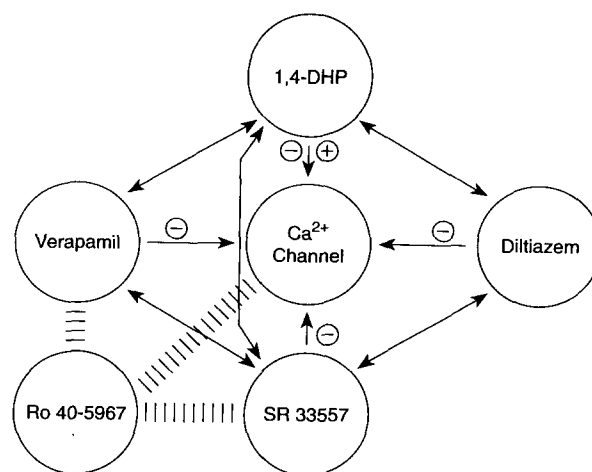 1,4-DHP
⊖ ⊕
Verapamil
⊖
Ca²⁺
Channel
⊖
Diltiazem
⊖
Ro 40-5967
SR 33557